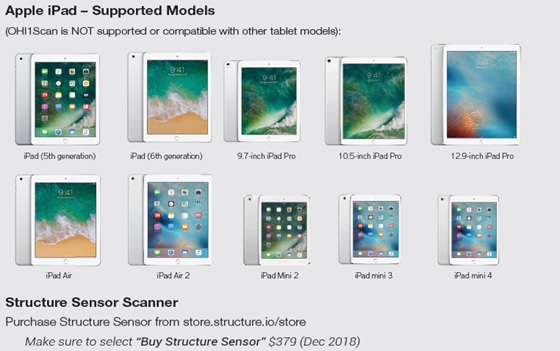 Apple iPad – Supported Models
(OHI1Scan is NOT supported or compatible with other tablet models):
iPad (5th generation)
iPad (6th generation)
9.7-inch iPad Pro
10.5-inch iPad Pro
12.9-inch iPad Pro
iPad Air
iPad Air 2
iPad Mini 2
iPad mini 3
iPad mini 4
Structure Sensor Scanner
Purchase Structure Sensor from store.structure.io/store
Make sure to select “Buy Structure Sensor” $379 (Dec 2018)